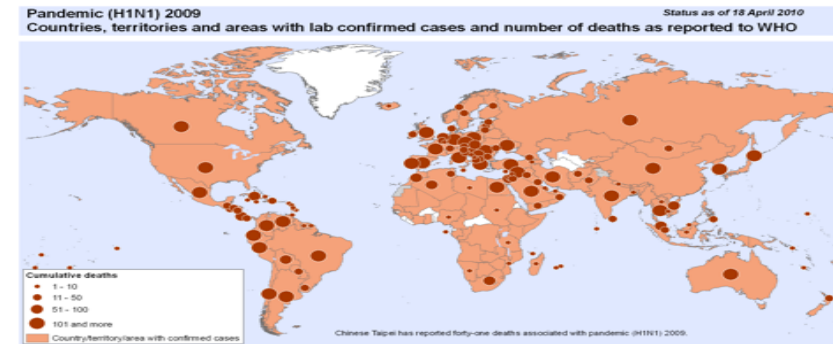 Pandemic (H1N1) 2009
Status as of 18 April 2010
Countries, territories and areas with lab confirmed cases and number of deaths as reported to WHO
Cumulative deaths
1 - 10
11 - 50
51 - 100
101 and more
Country/territory/area with confirmed cases
Chinese Taipei has reported forty-one deaths associated with pandemic (H1N1) 2009.